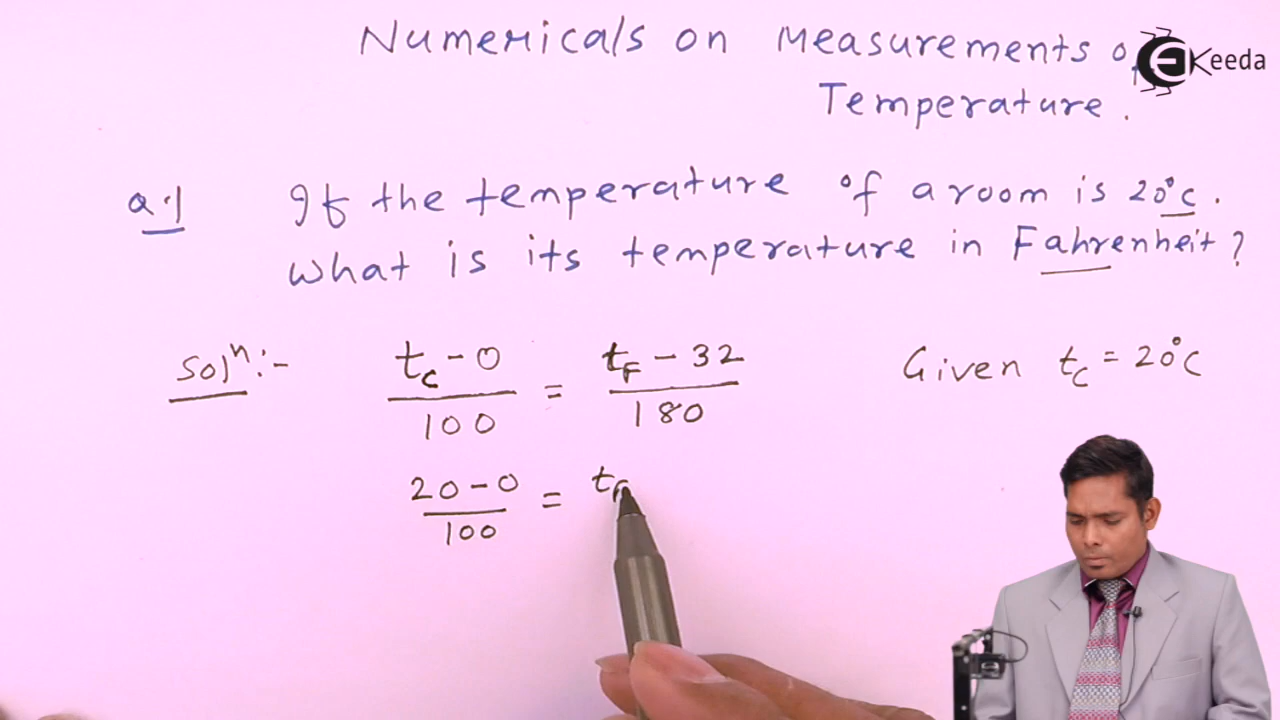 Numericals on Measurements of
Temperature.
Keeda
Q.1 If the temperature of a room is 20°c.
What is its temperature in Fahrenheit?
Solⁿ:- tc - 0 / 100 = tF - 32 / 180 Given tc = 20°c
20 - 0 / 100 = tF